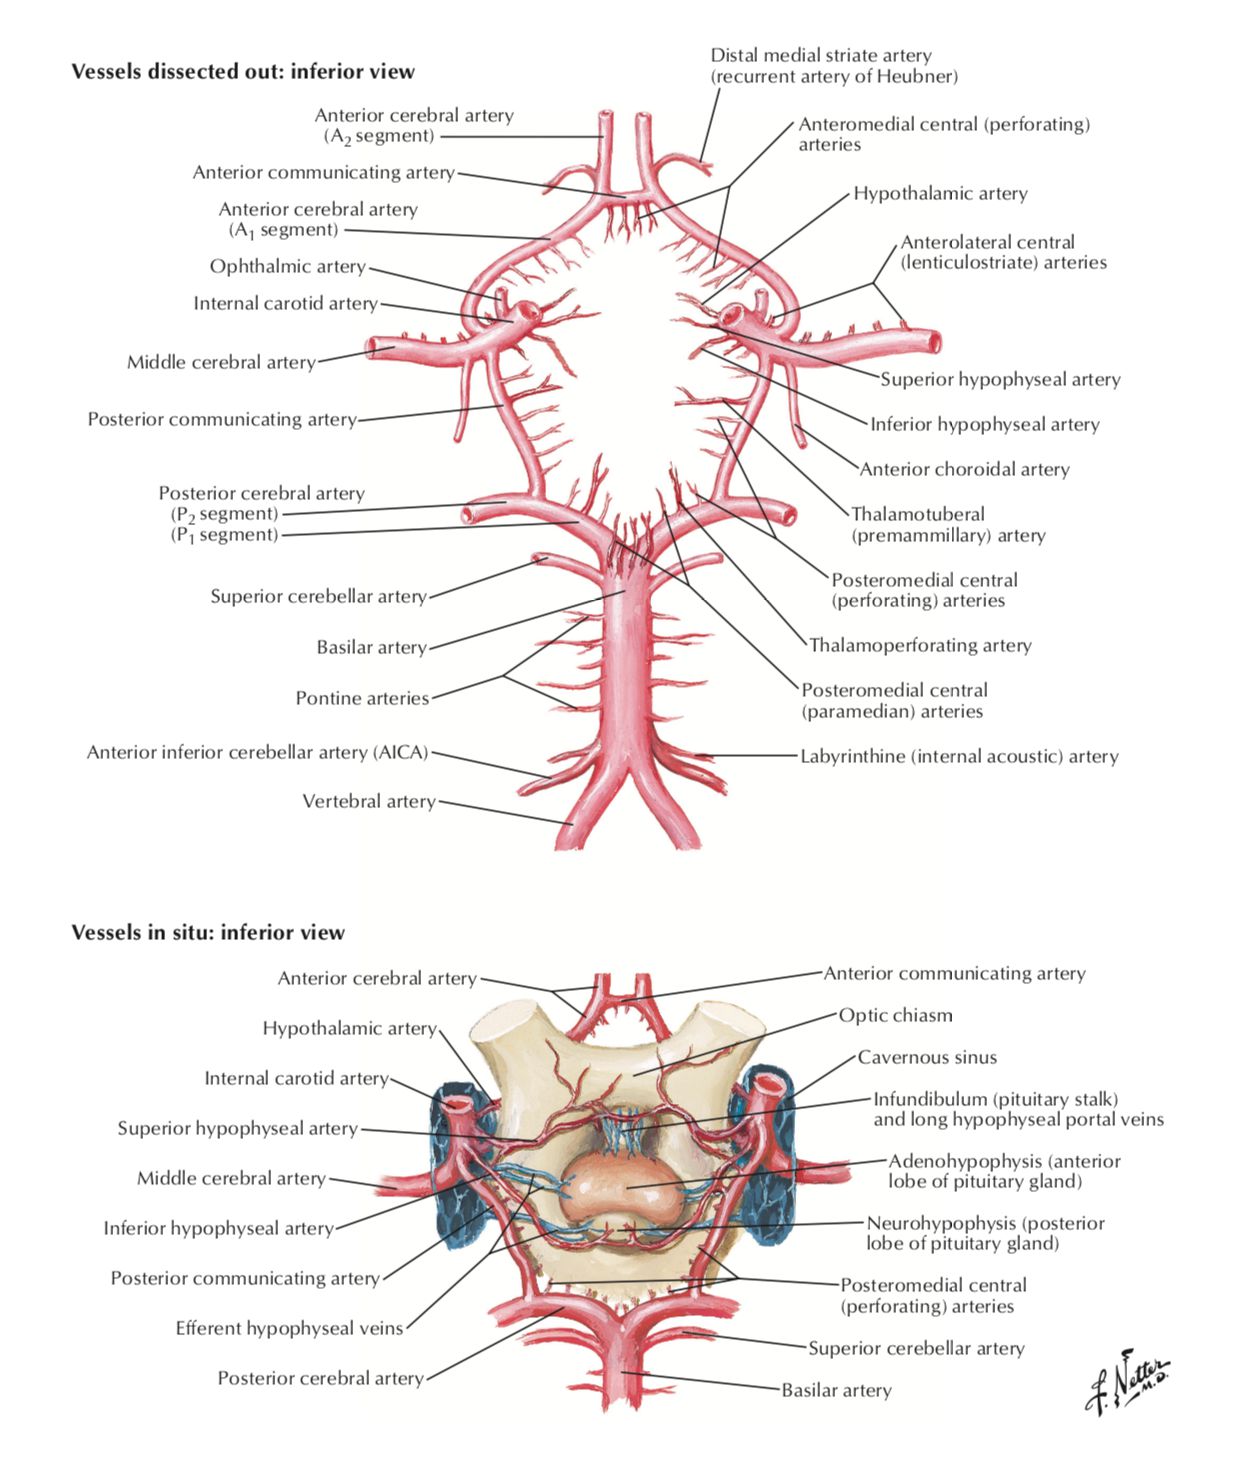 Vessels dissected out: inferior view
Distal medial striate artery
(recurrent artery of Heubner)
Anterior cerebral artery
(A2 segment)
Anteromedial central (perforating)
arteries
Anterior communicating artery
Hypothalamic artery
Anterior cerebral artery
(A1 segment)
Anterolateral central
(lenticulostriate) arteries
Ophthalmic artery
Internal carotid artery
Middle cerebral artery
Superior hypophyseal artery
Posterior communicating artery
Inferior hypophyseal artery
Anterior choroidal artery
Posterior cerebral artery
(P2 segment)
(P1 segment)
Thalamotuberal
(premammillary) artery
Posteromedial central
(perforating) arteries
Superior cerebellar artery
Basilar artery
Thalamoperforating artery
Pontine arteries
Posteromedial central
(paramedian) arteries
Anterior inferior cerebellar artery (AICA)
Labyrinthine (internal acoustic) artery
Vertebral artery
Vessels in situ: inferior view
Anterior cerebral artery
Anterior communicating artery
Hypothalamic artery
Optic chiasm
Internal carotid artery
Cavernous sinus
Superior hypophyseal artery
Infundibulum (pituitary stalk)
and long hypophyseal portal veins
Middle cerebral artery
Adenohypophysis (anterior
lobe of pituitary gland)
Inferior hypophyseal artery
Neurohypophysis (posterior
lobe of pituitary gland)
Posterior communicating artery
Posteromedial central
(perforating) arteries
Efferent hypophyseal veins
Superior cerebellar artery
Posterior cerebral artery
Basilar artery
F. Netter
M.D.